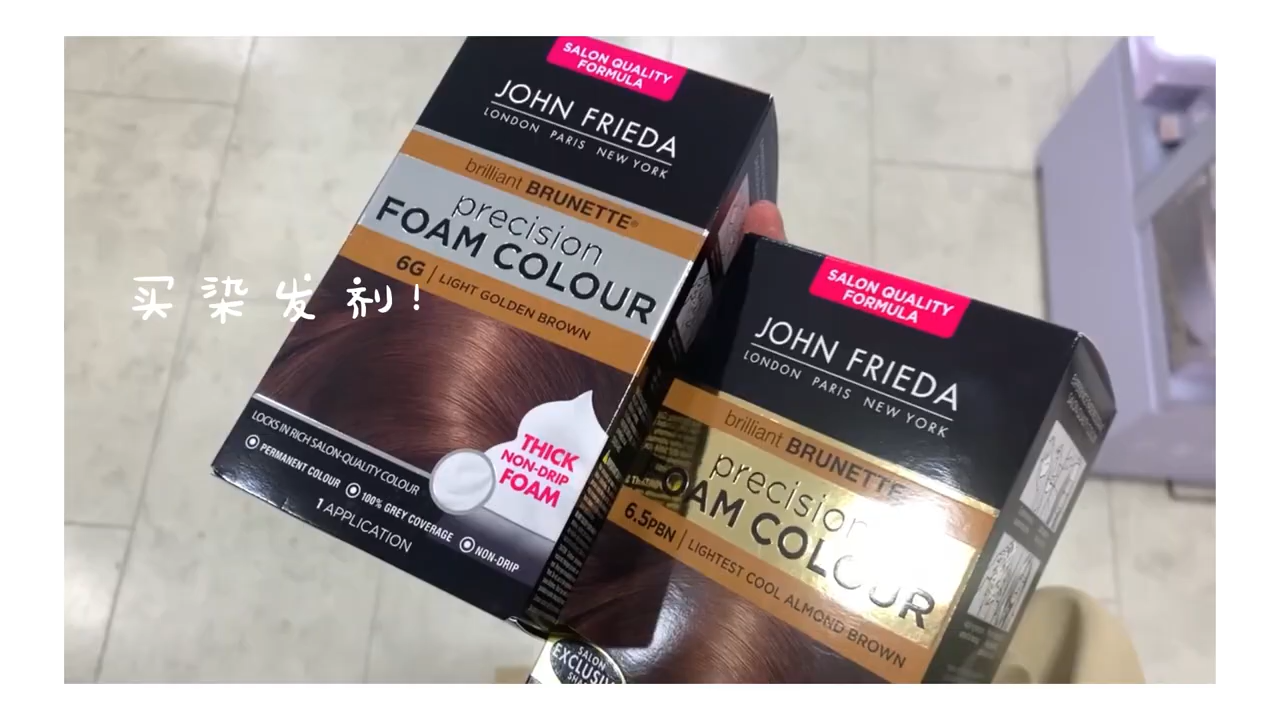 买染发剂！
SALON QUALITY
FORMULA
JOHN FRIEDA
LONDON PARIS NEW YORK
brilliant BRUNETTE®
precision
FOAM COLOUR
6G | LIGHT GOLDEN BROWN
LOCKS IN RICH SALON-QUALITY COLOUR
PERMANENT COLOUR 100% GREY COVERAGE NON-DRIP
1 APPLICATION
THICK
NON-DRIP
FOAM
SALON QUALITY
FORMULA
JOHN FRIEDA
LONDON PARIS NEW YORK
brilliant BRUNETTE
precision
FOAM COLOUR
6.5PBN | LIGHTEST COOL ALMOND BROWN
SALON